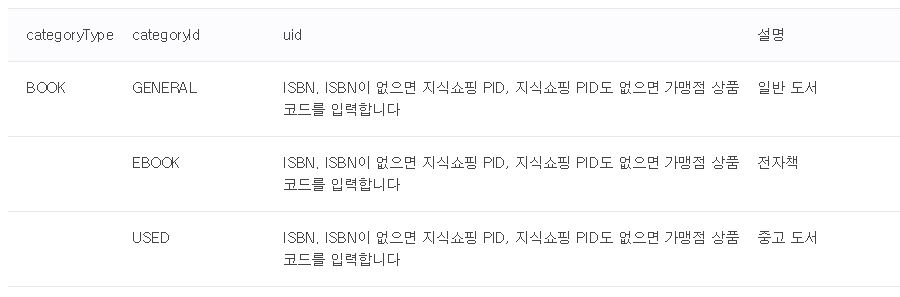 categoryType categoryId uid 설명
BOOK GENERAL ISBN. ISBN이 없으면 지식쇼핑 PID, 지식쇼핑 PID도 없으면 가맹점 상품 일반 도서
코드를 입력합니다
EBOOK ISBN. ISBN이 없으면 지식쇼핑 PID, 지식쇼핑 PID도 없으면 가맹점 상품 전자책
코드를 입력합니다
USED ISBN. ISBN이 없으면 지식쇼핑 PID, 지식쇼핑 PID도 없으면 가맹점 상품 중고 도서
코드를 입력합니다